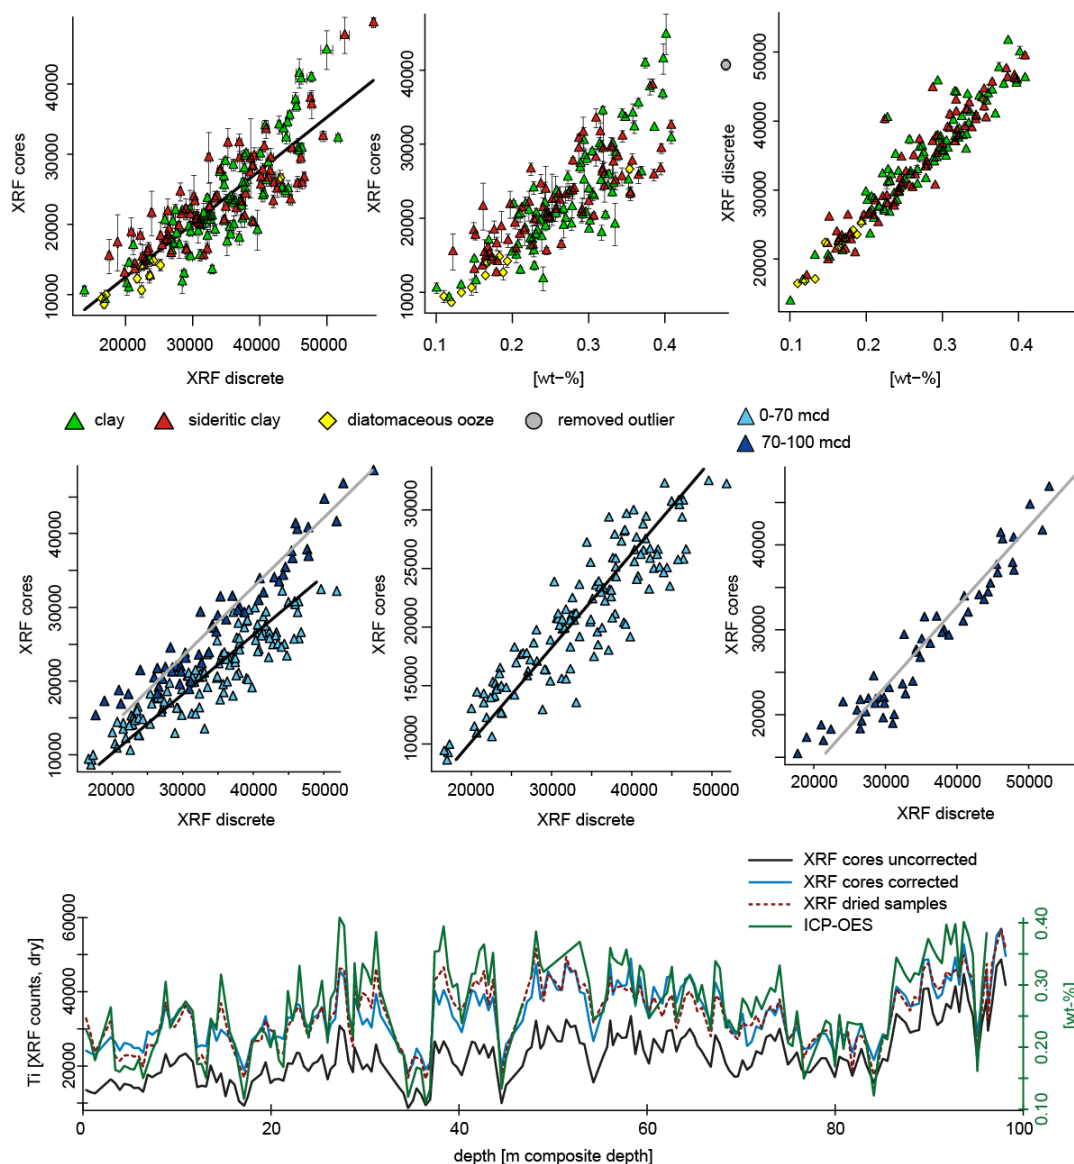 XRF cores
40000
30000
20000
10000
20000 30000 40000 50000
XRF discrete
XRF cores
40000
30000
20000
10000
0.1 0.2 0.3 0.4
[wt-%]
XRF discrete
50000
40000
30000
20000
0.1 0.2 0.3 0.4
[wt-%]
clay sideritic clay diatomaceous ooze removed outlier
0-70 mcd
70-100 mcd
XRF cores
40000
30000
20000
10000
20000 30000 40000 50000
XRF discrete
XRF cores
30000
25000
20000
15000
10000
20000 30000 40000 50000
XRF discrete
XRF cores
40000
30000
20000
20000 30000 40000 50000
XRF discrete
XRF cores uncorrected
XRF cores corrected
XRF dried samples
ICP-OES
Ti [XRF counts, dry]
60000
40000
20000
0.40
0.30
0.20
0.10
[wt-%]
0 20 40 60 80 100
depth [m composite depth]